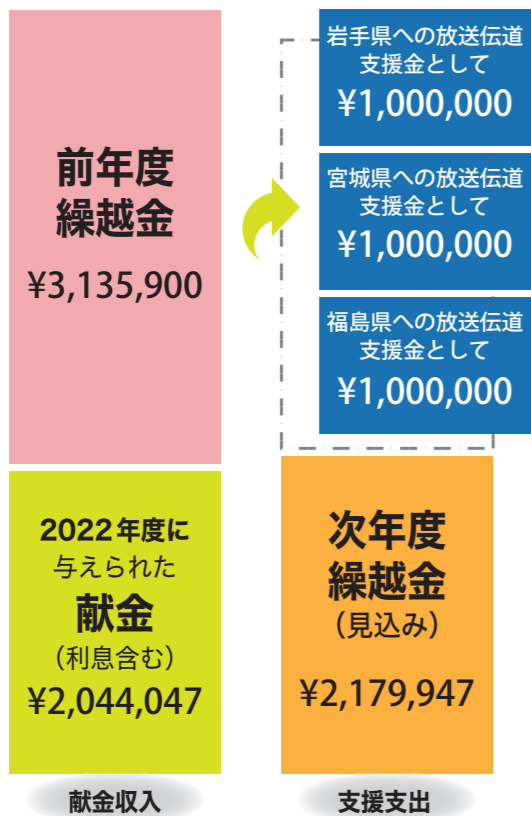 前年度
繰越金
¥3,135,900
2022年度に
与えられた
献金
(利息含む)
¥2,044,047
献金収入
岩手県への放送伝道
支援金として
¥1,000,000
宮城県への放送伝道
支援金として
¥1,000,000
福島県への放送伝道
支援金として
¥1,000,000
次年度
繰越金
(見込み)
¥2,179,947
支援支出